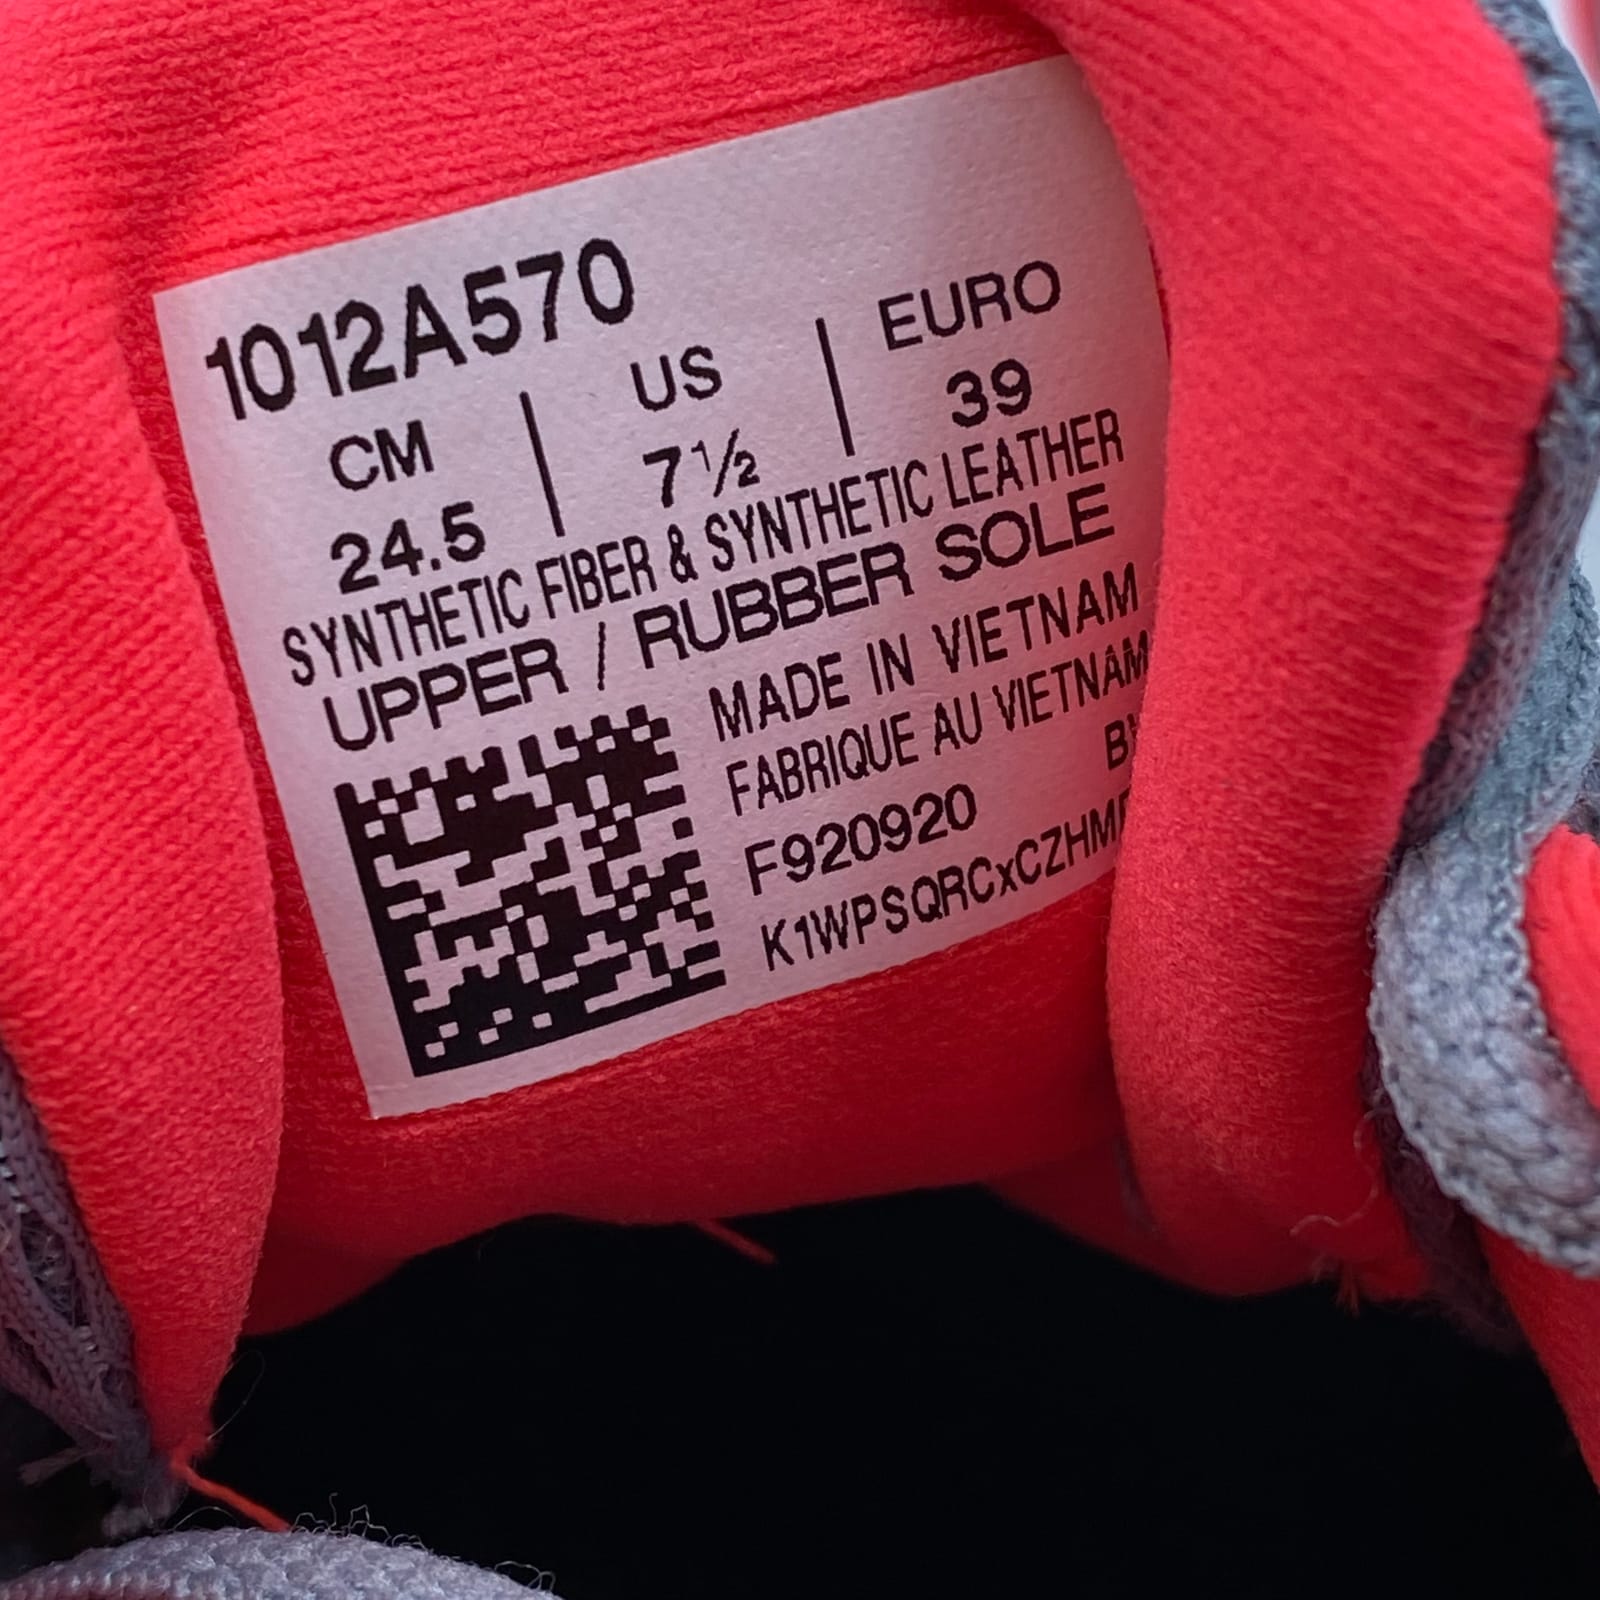 1012A570
CM | US | EURO
24.5 | 7½ | 39
SYNTHETIC FIBER & SYNTHETIC LEATHER
UPPER / RUBBER SOLE
MADE IN VIETNAM
FABRIQUE AU VIETNAM
F920920